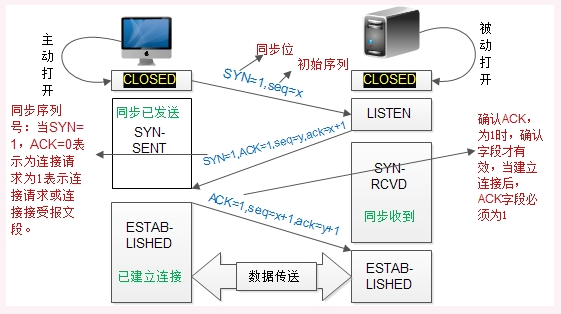 主动打开
被动打开
同步位
初始序列
CLOSED
CLOSED
SYN=1,seq=x
同步序列
号：当SYN=
1，ACK=0表
示为连接请
求为1表示连
接请求或连
接接受报文
段。
同步已发送
SYN-
SENT
LISTEN
SYN=1,ACK=1,seq=y,ack=x+1
确认ACK，
为1时，确认
字段才有
效，当建立
连接后，
ACK字段必
须为1
SYN-
RCVD
同步收到
ACK=1,seq=x+1,ack=y+1
ESTAB-
LISHED
已建立连接
数据传送
ESTAB-
LISHED